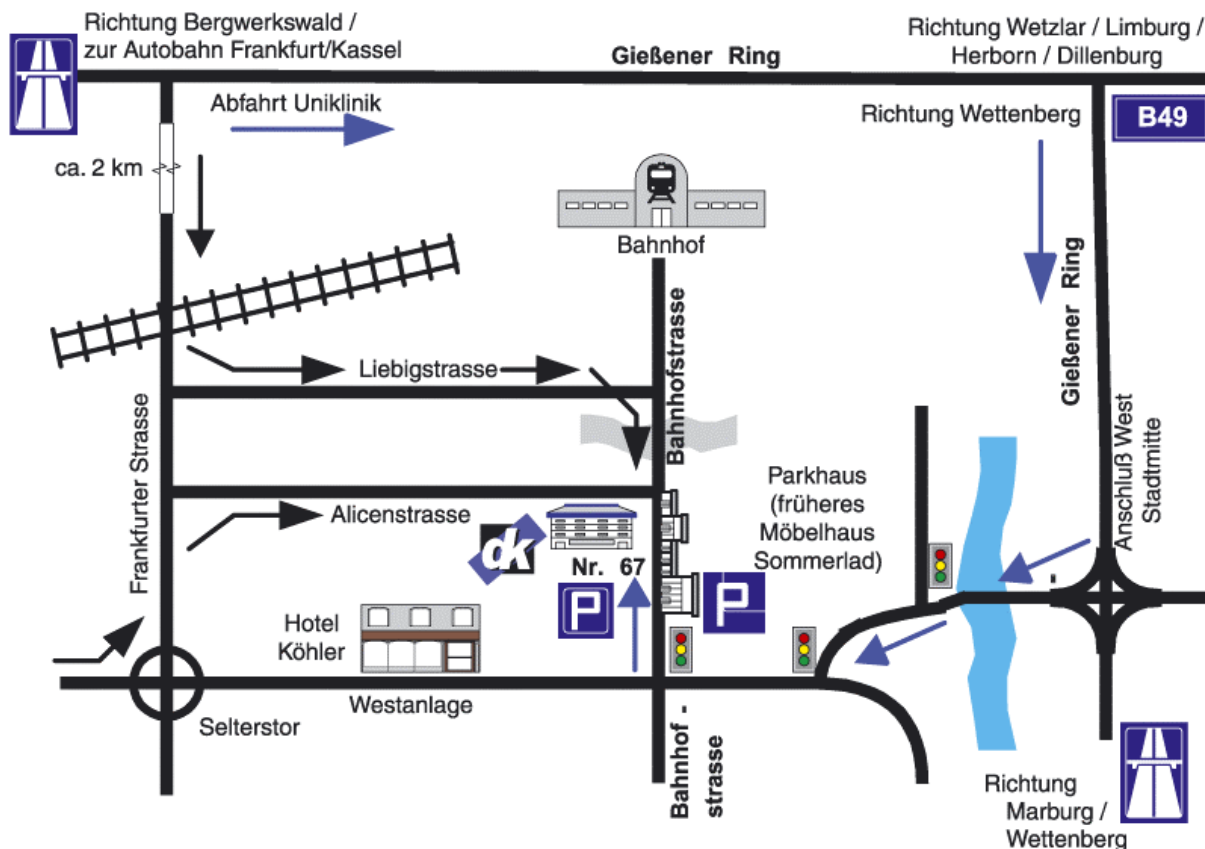 Richtung Bergwerkswald /
zur Autobahn Frankfurt/Kassel
Gießener Ring
Richtung Wetzlar / Limburg /
Herborn / Dillenburg
Abfahrt Uniklinik
Richtung Wettenberg
B49
ca. 2 km
Bahnhof
Gießener Ring
Liebigstrasse
Bahnhofstrasse
Frankfurter Strasse
Anschluß West
Stadtmitte
Parkhaus
(früheres
Möbelhaus
Sommerlad)
Alicenstrasse
dk
Nr. 67
P
P
Hotel
Köhler
Westanlage
Selterstor
Bahnhof -
strasse
Richtung
Marburg /
Wettenberg